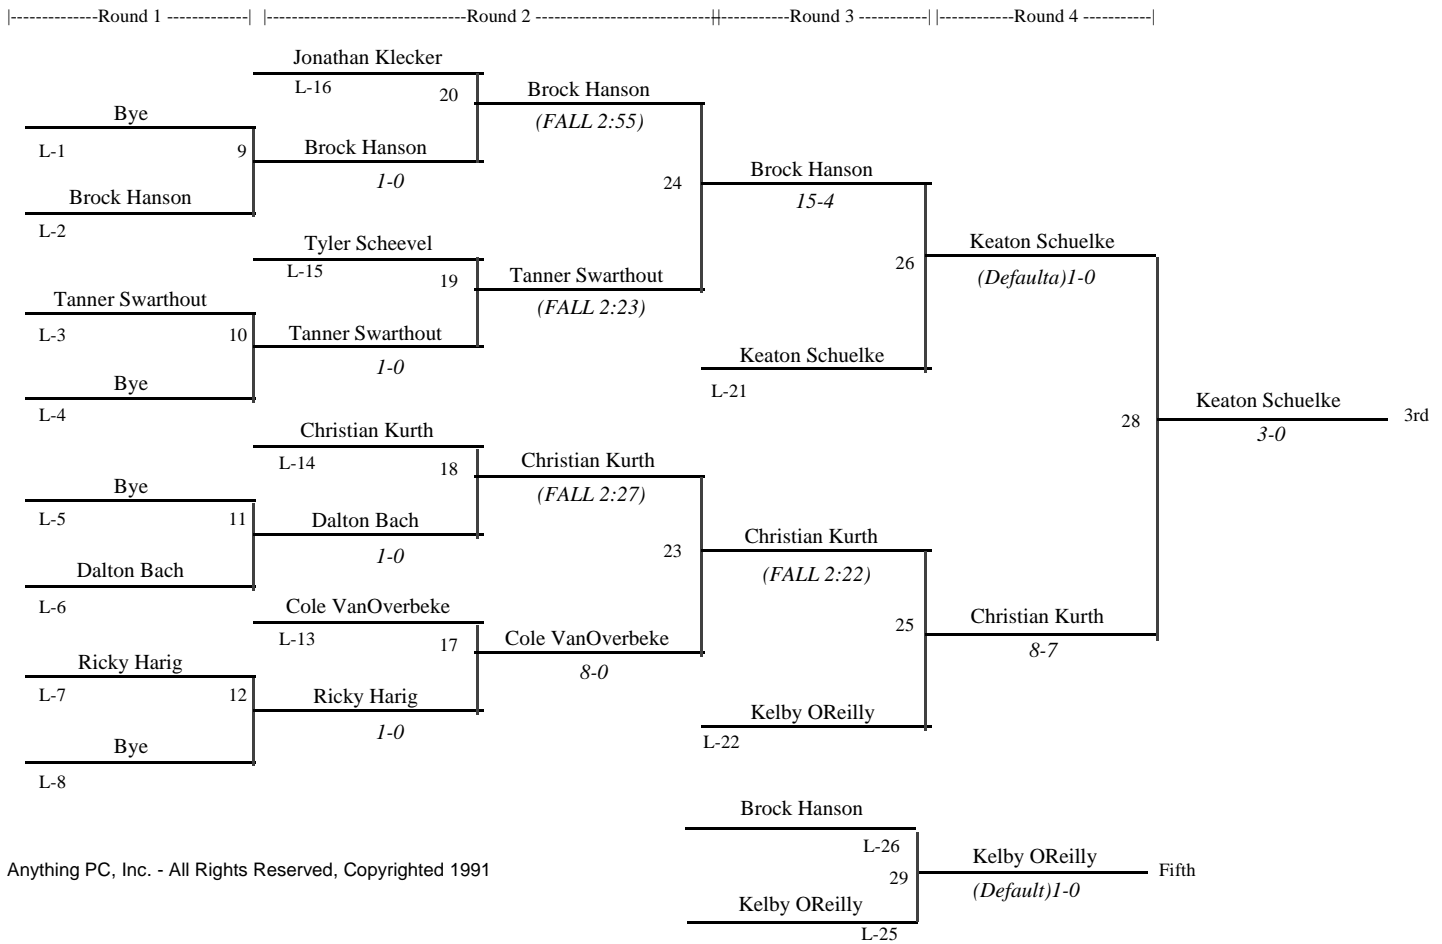 |--------------Round 1 --------------| |---------------------------------Round 2 -----------------------------||------------Round 3 -----------| |------------Round 4 -----------|
Jonathan Klecker
L-16
20
Brock Hanson
(FALL 2:55)
Bye
L-1
9
Brock Hanson
1-0
Brock Hanson
L-2
24
Brock Hanson
15-4
Tyler Scheevel
L-15
19
Tanner Swarthout
(FALL 2:23)
Tanner Swarthout
L-3
10
Tanner Swarthout
1-0
Bye
L-4
26
Keaton Schuelke
(Defaulta)1-0
Keaton Schuelke
L-21
Christian Kurth
L-14
18
Christian Kurth
(FALL 2:27)
28
Keaton Schuelke
3-0
3rd
Bye
L-5
11
Dalton Bach
1-0
Dalton Bach
L-6
23
Christian Kurth
(FALL 2:22)
Cole VanOverbeke
L-13
17
Cole VanOverbeke
8-0
25
Christian Kurth
8-7
Ricky Harig
L-7
12
Ricky Harig
1-0
Bye
L-8
Kelby OReilly
L-22
Brock Hanson
L-26
29
Kelby OReilly
(Default)1-0
Fifth
Kelby OReilly
L-25
Anything PC, Inc. - All Rights Reserved, Copyrighted 1991